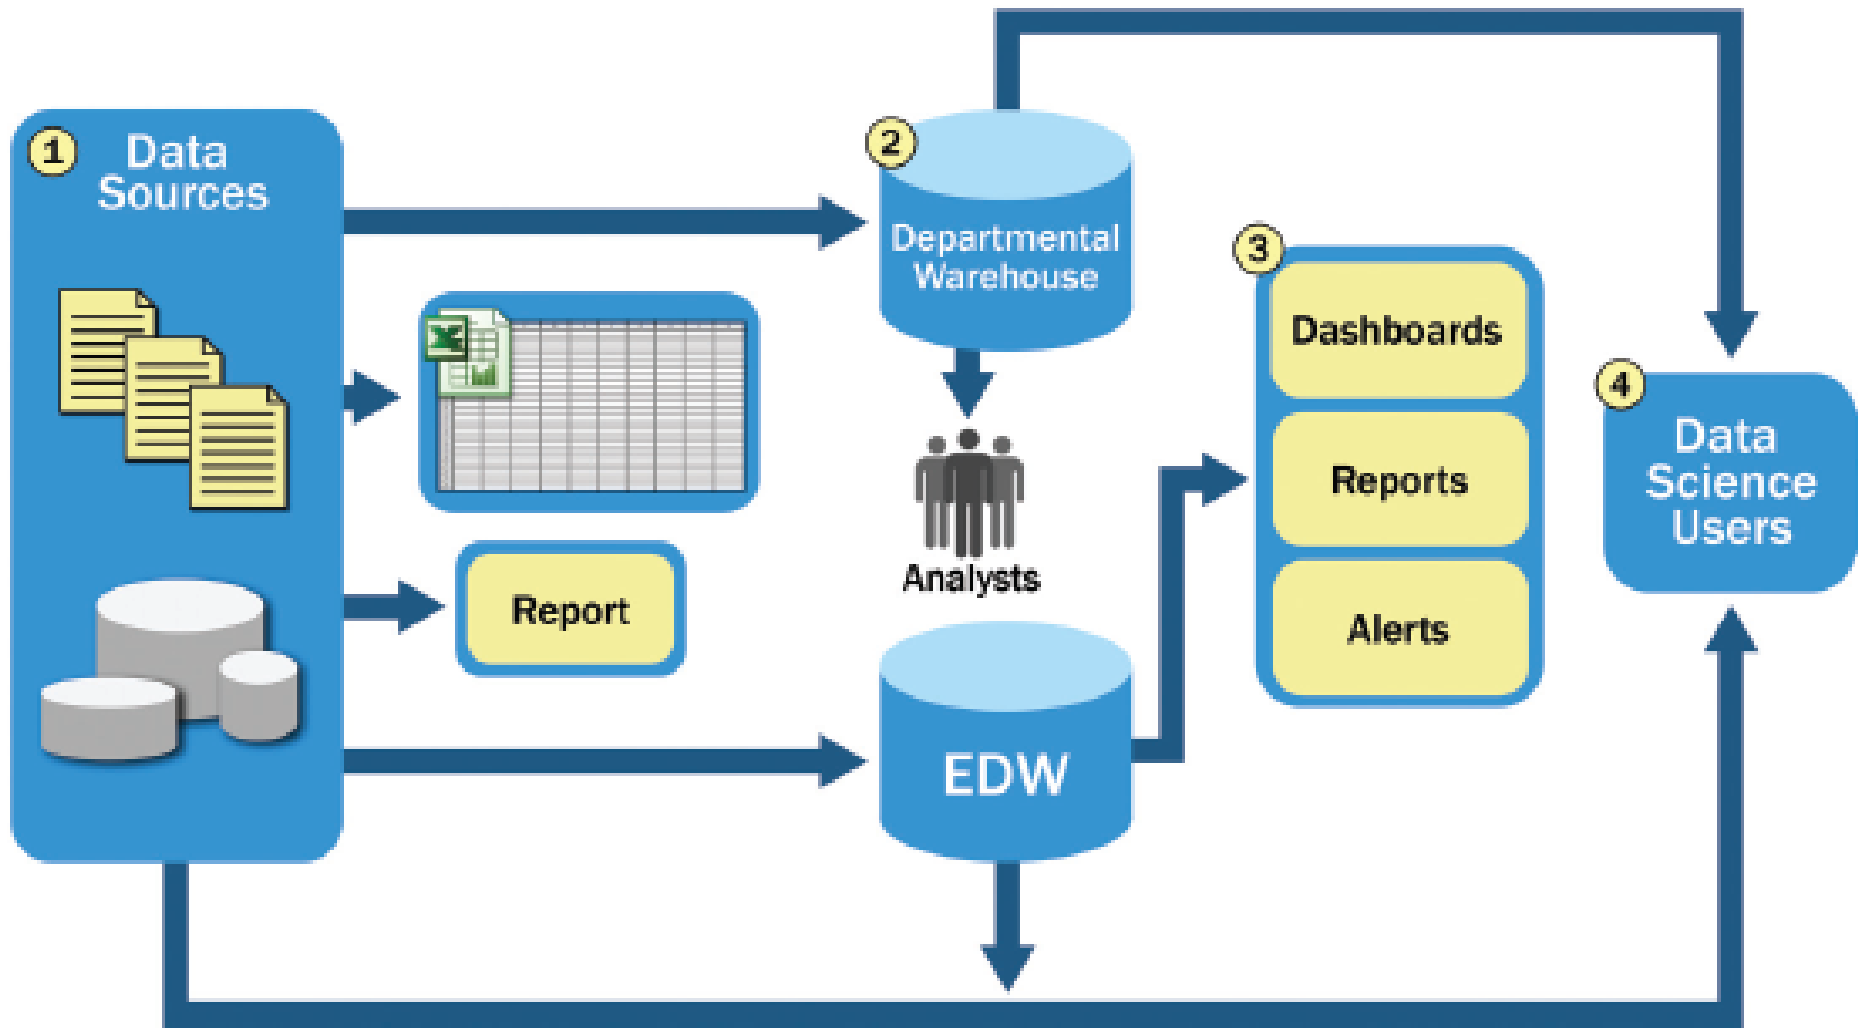 1
Data
Sources
2
Departmental
Warehouse
Analysts
Report
EDW
3
Dashboards
Reports
Alerts
4
Data
Science
Users